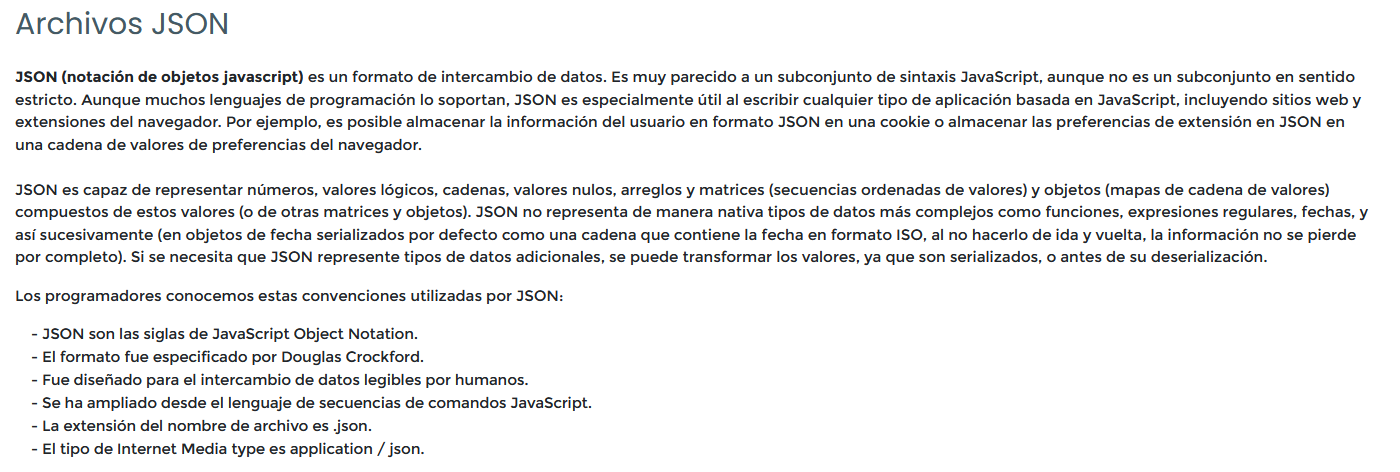 Archivos JSON
JSON (notación de objetos javascript) es un formato de intercambio de datos. Es muy parecido a un subconjunto de sintaxis JavaScript, aunque no es un subconjunto en sentido
estricto. Aunque muchos lenguajes de programación lo soportan, JSON es especialmente útil al escribir cualquier tipo de aplicación basada en JavaScript, incluyendo sitios web y
extensiones del navegador. Por ejemplo, es posible almacenar la información del usuario en formato JSON en una cookie o almacenar las preferencias de extensión en JSON en
una cadena de valores de preferencias del navegador.
JSON es capaz de representar números, valores lógicos, cadenas, valores nulos, arreglos y matrices (secuencias ordenadas de valores) y objetos (mapas de cadena de valores)
compuestos de estos valores (o de otras matrices y objetos). JSON no representa de manera nativa tipos de datos más complejos como funciones, expresiones regulares, fechas, y
así sucesivamente (en objetos de fecha serializados por defecto como una cadena que contiene la fecha en formato ISO, al no hacerlo de ida y vuelta, la información no se pierde
por completo). Si se necesita que JSON represente tipos de datos adicionales, se puede transformar los valores, ya que son serializados, o antes de su deserialización.
Los programadores conocemos estas convenciones utilizadas por JSON:
- JSON son las siglas de JavaScript Object Notation.
- El formato fue especificado por Douglas Crockford.
- Fue diseñado para el intercambio de datos legibles por humanos.
- Se ha ampliado desde el lenguaje de secuencias de comandos JavaScript.
- La extensión del nombre de archivo es .json.
- El tipo de Internet Media type es application / json.